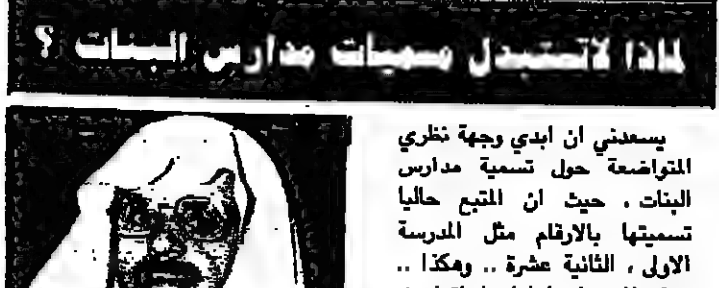 لماذا لاتستبدل مسميات مدارس البنات ؟
يسعدني ان ابدي وجهة نظري
المتواضعة حول تسمية مدارس
البنات ، حيث ان المتبع حاليا
تسميتها بالارقام مثل المدرسة
الاولى ، الثانية عشرة .. وهكذا ..